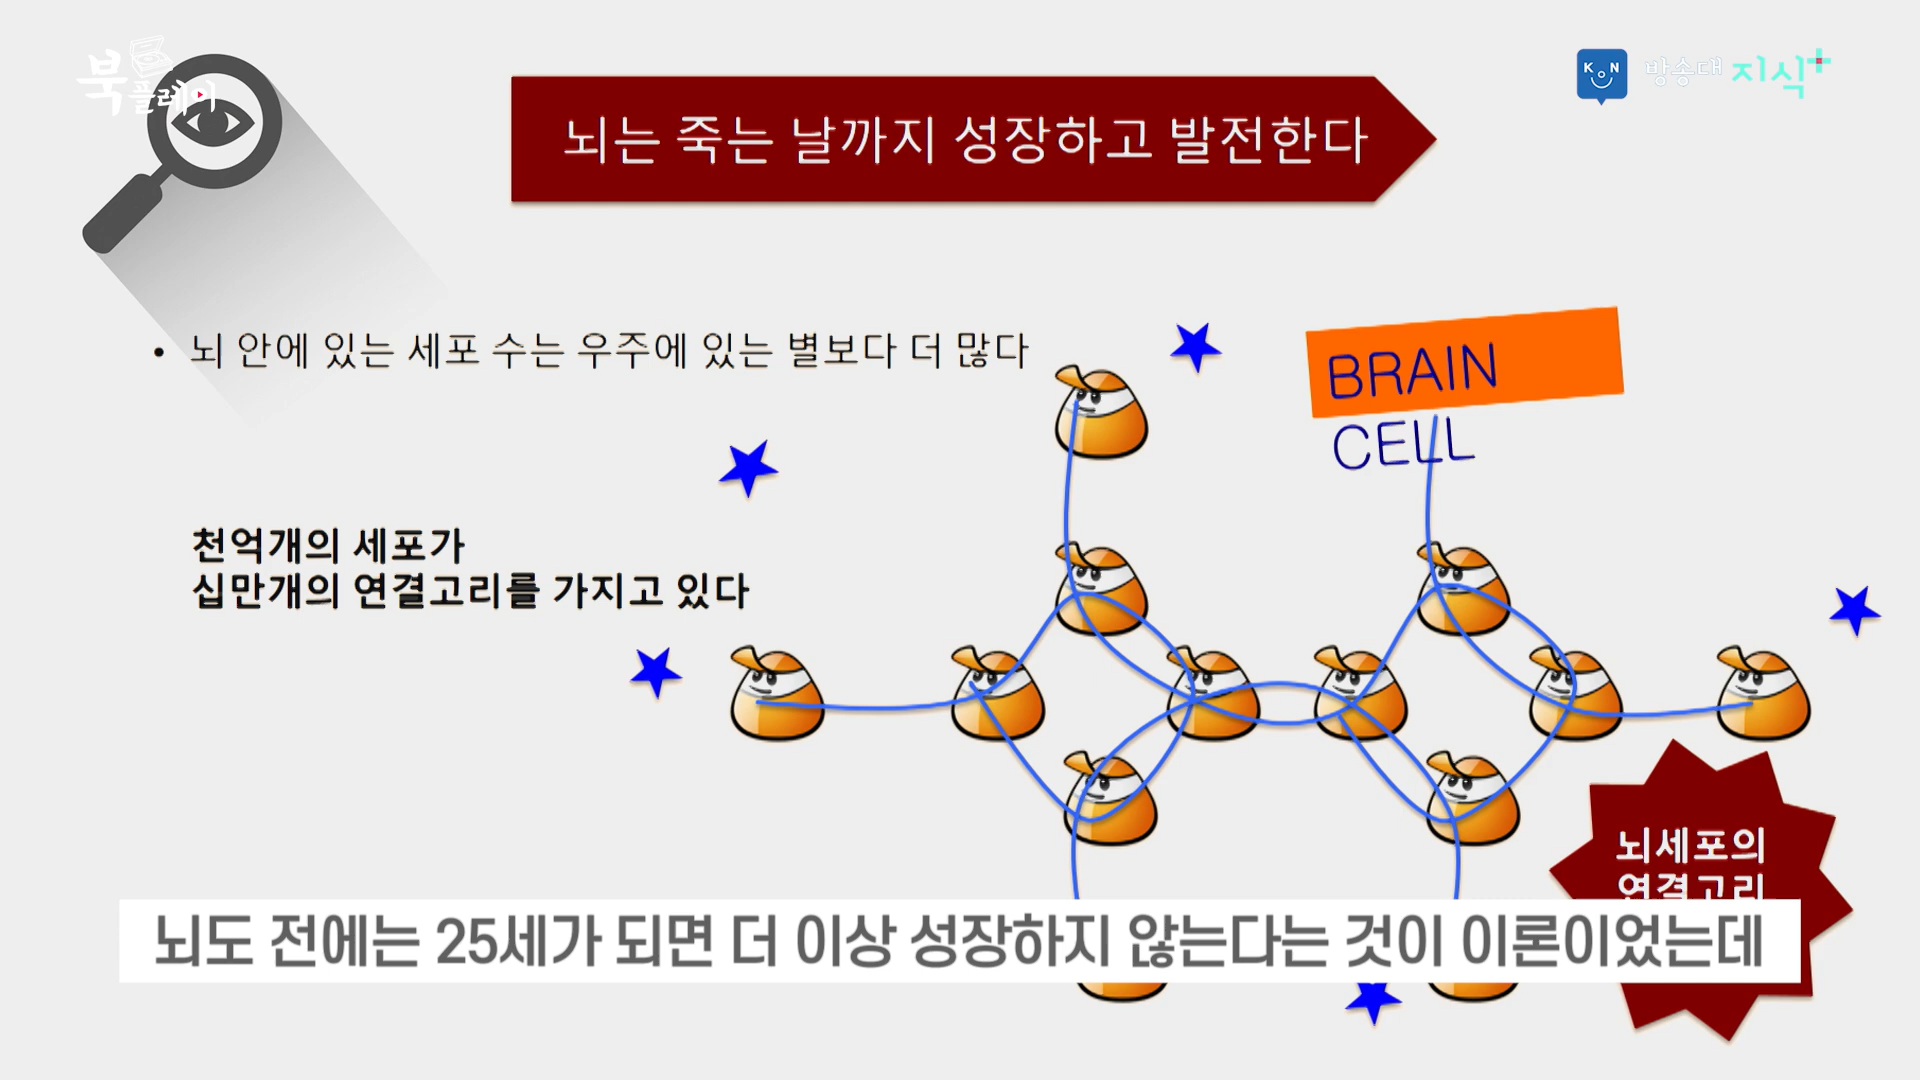 북
플레이
KON
방송대 지식+
뇌는 죽는 날까지 성장하고 발전한다
• 뇌 안에 있는 세포 수는 우주에 있는 별보다 더 많다
BRAIN
CELL
천억개의 세포가
십만개의 연결고리를 가지고 있다
뇌세포의
연결고리
뇌도 전에는 25세가 되면 더 이상 성장하지 않는다는 것이 이론이었는데